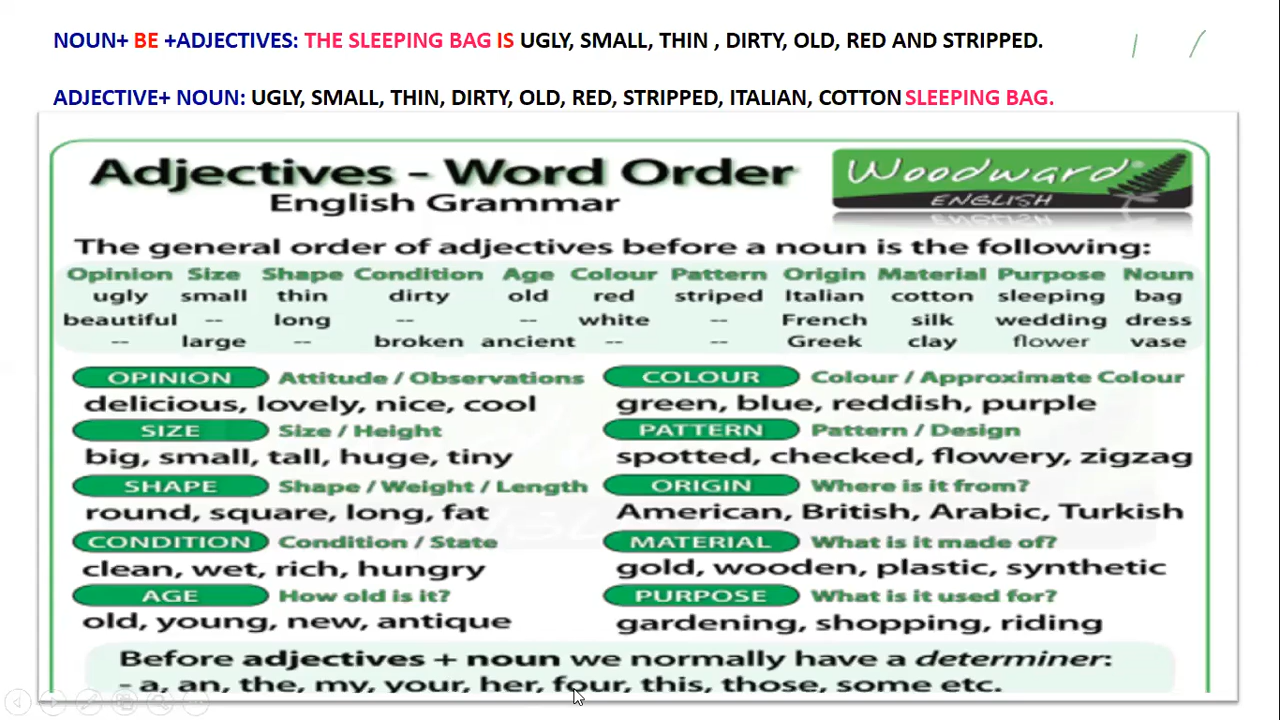 NOUN+ BE +ADJECTIVES: THE SLEEPING BAG IS UGLY, SMALL, THIN , DIRTY, OLD, RED AND STRIPPED.
ADJECTIVE+ NOUN: UGLY, SMALL, THIN, DIRTY, OLD, RED, STRIPPED, ITALIAN, COTTON SLEEPING BAG.
Adjectives - Word Order
English Grammar
Woodward®
ENGLISH
The general order of adjectives before a noun is the following:
Opinion Size Shape Condition Age Colour Pattern Origin Material Purpose Noun
ugly small thin dirty old red striped Italian cotton sleeping bag
beautiful -- long -- -- white -- French silk wedding dress
-- large -- broken ancient -- -- Greek clay flower vase
OPINION Attitude / Observations
delicious, lovely, nice, cool
SIZE Size / Height
big, small, tall, huge, tiny
SHAPE Shape / Weight / Length
round, square, long, fat
CONDITION Condition / State
clean, wet, rich, hungry
AGE How old is it?
old, young, new, antique
COLOUR Colour / Approximate Colour
green, blue, reddish, purple
PATTERN Pattern / Design
spotted, checked, flowery, zigzag
ORIGIN Where is it from?
American, British, Arabic, Turkish
MATERIAL What is it made of?
gold, wooden, plastic, synthetic
PURPOSE What is it used for?
gardening, shopping, riding
Before adjectives + noun we normally have a determiner:
- a, an, the, my, your, her, four, this, those, some etc.